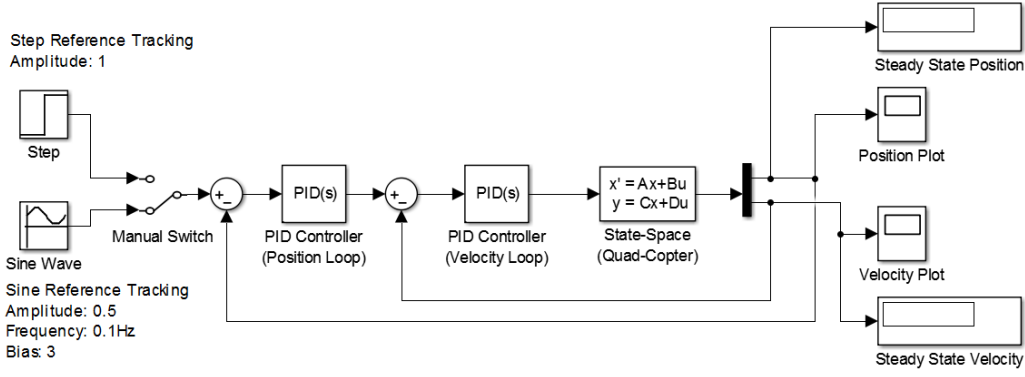 Step Reference Tracking
Amplitude: 1
Step
Sine Wave
Sine Reference Tracking
Amplitude: 0.5
Frequency: 0.1Hz
Bias: 3
Manual Switch
+
_
PID(s)
PID Controller
(Position Loop)
+
_
PID(s)
PID Controller
(Velocity Loop)
x' = Ax+Bu
y = Cx+Du
State-Space
(Quad-Copter)
Steady State Position
Position Plot
Velocity Plot
Steady State Velocity